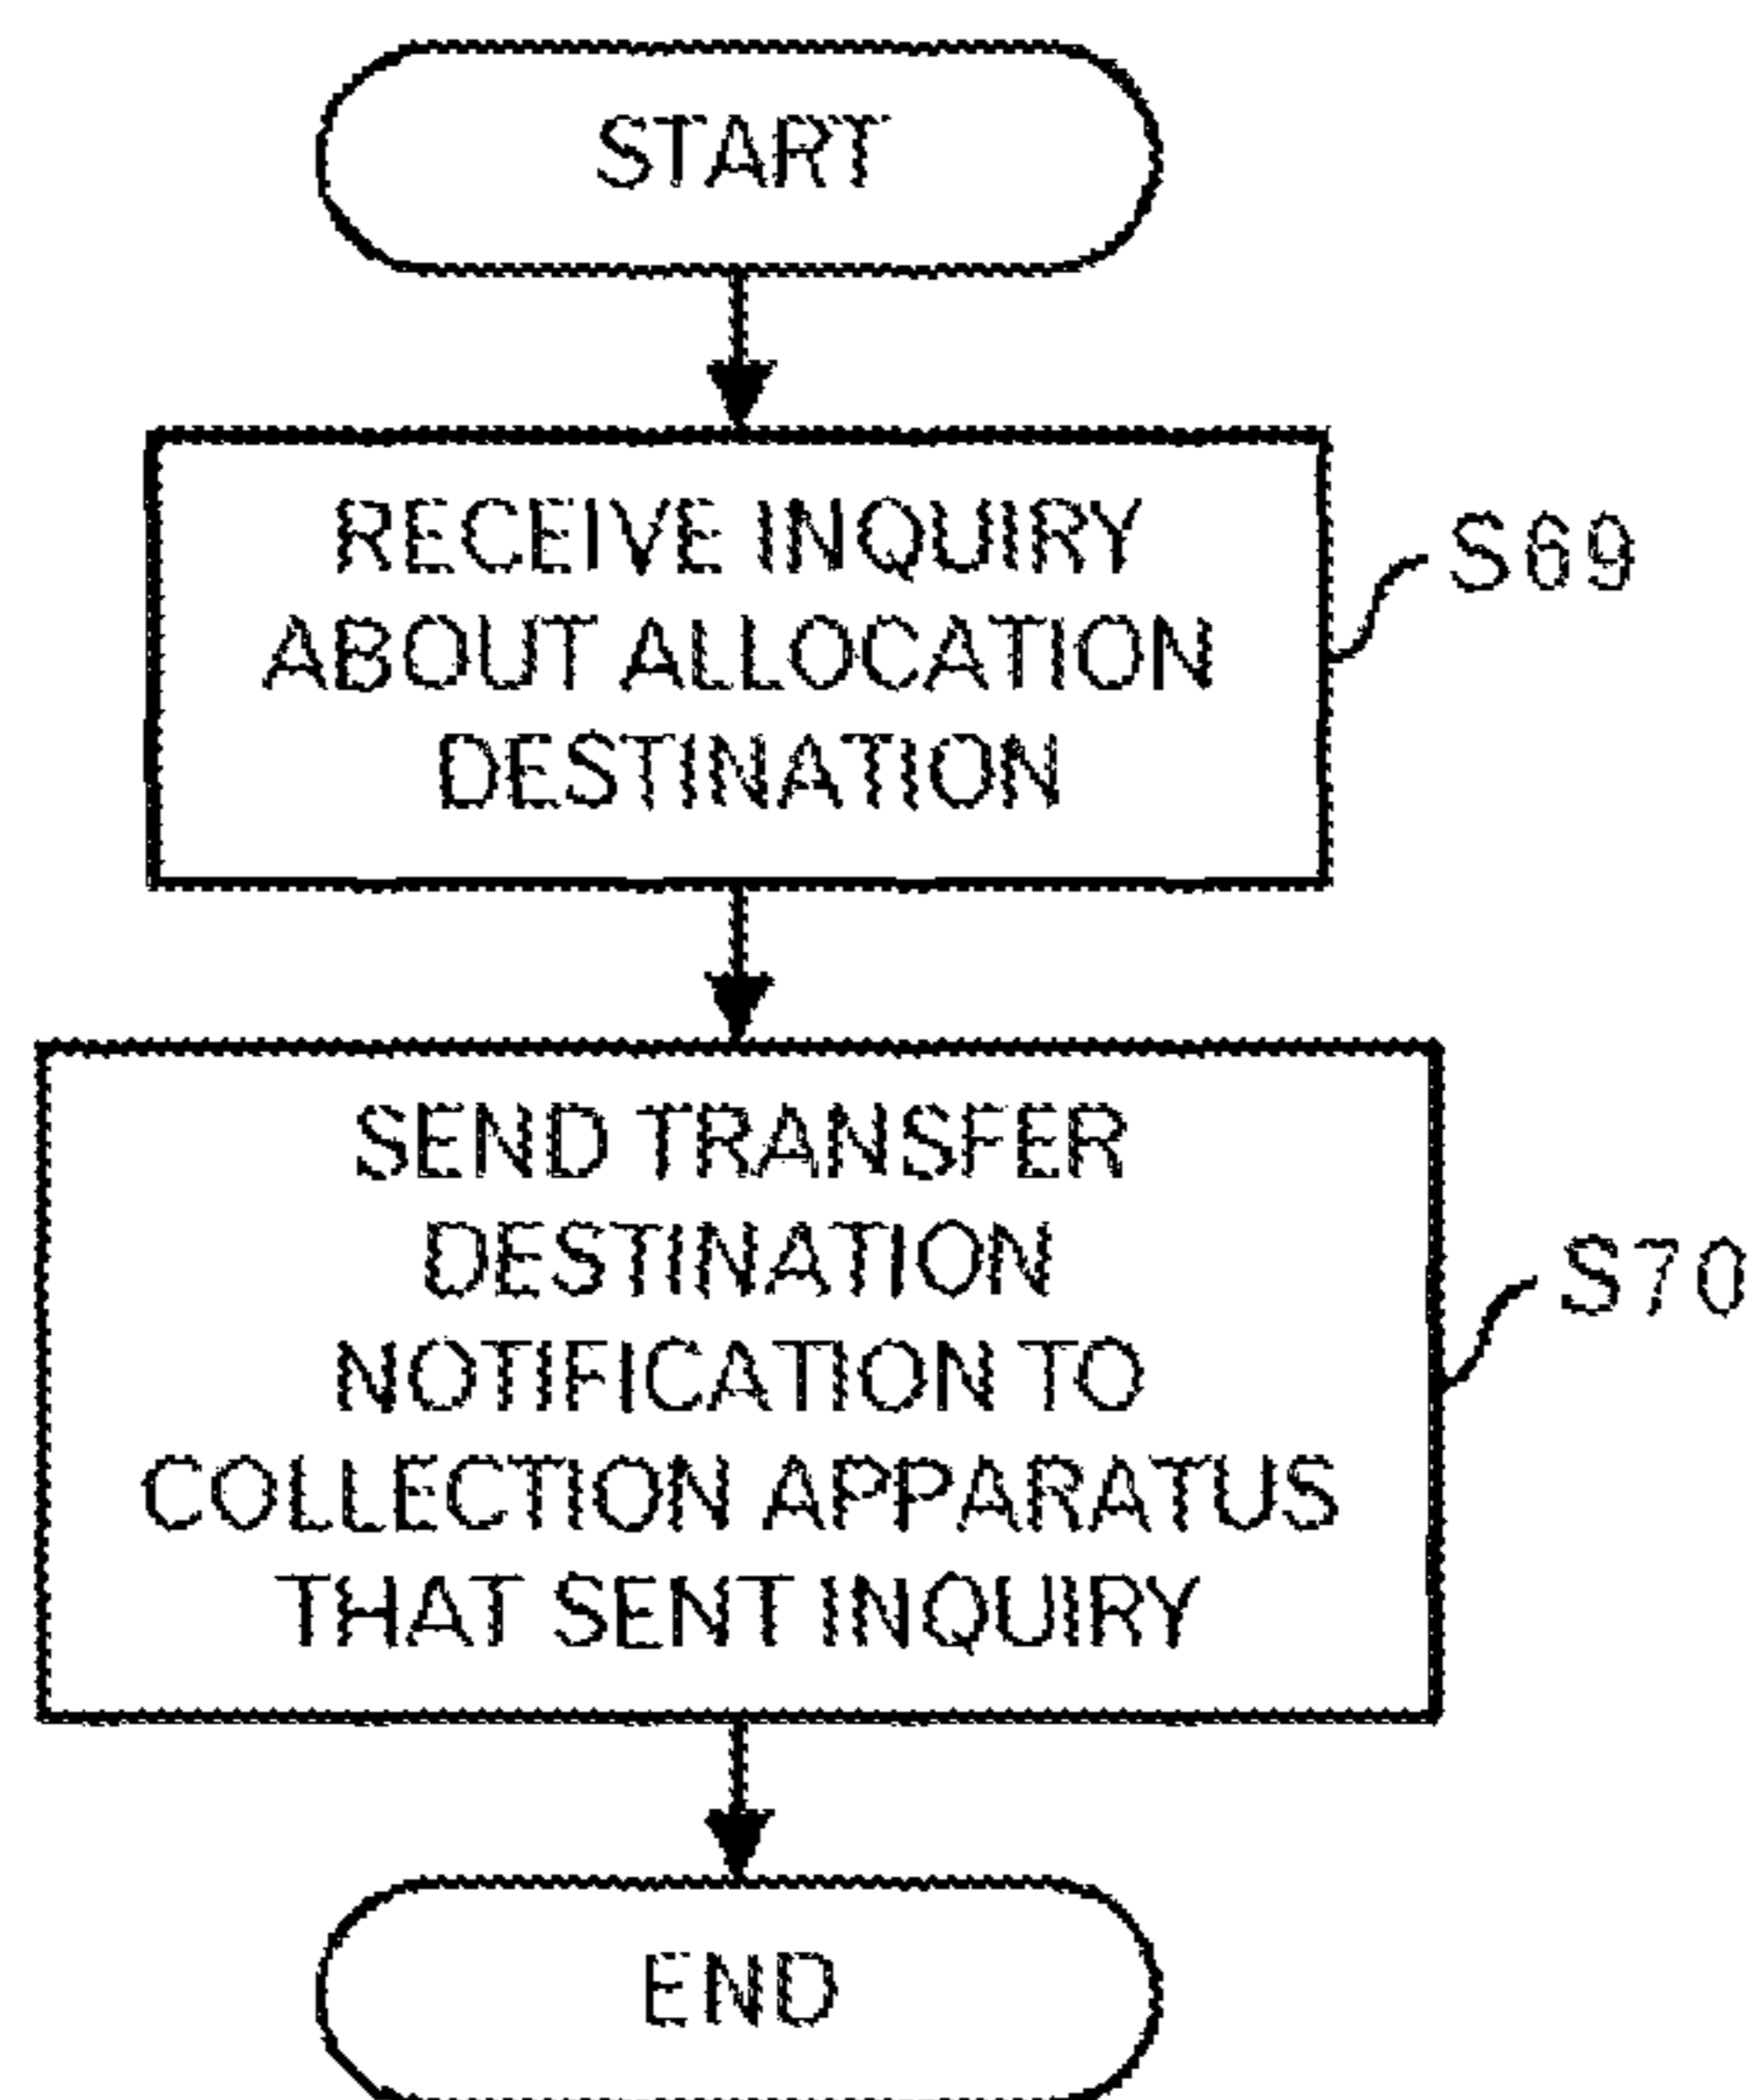 START
RECEIVE INQUIRY
ABOUT ALLOCATION
DESTINATION
S69
SEND TRANSFER
DESTINATION
NOTIFICATION TO
COLLECTION APPARATUS
THAT SENT INQUIRY
S70
END